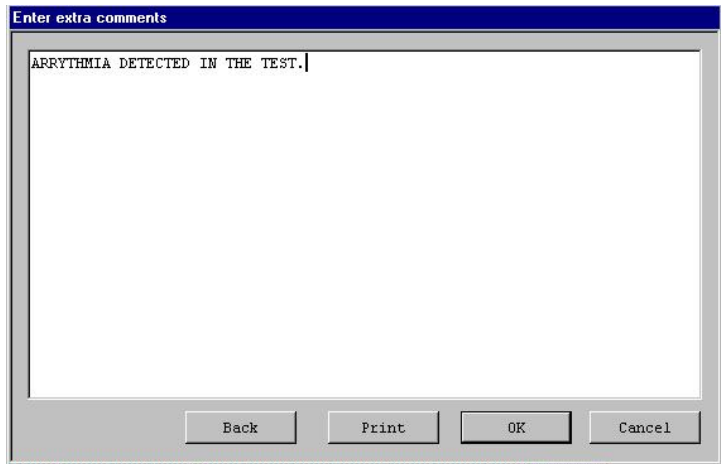 Enter extra comments
ARRYTHMIA DETECTED IN THE TEST.
Back Print OK Cancel